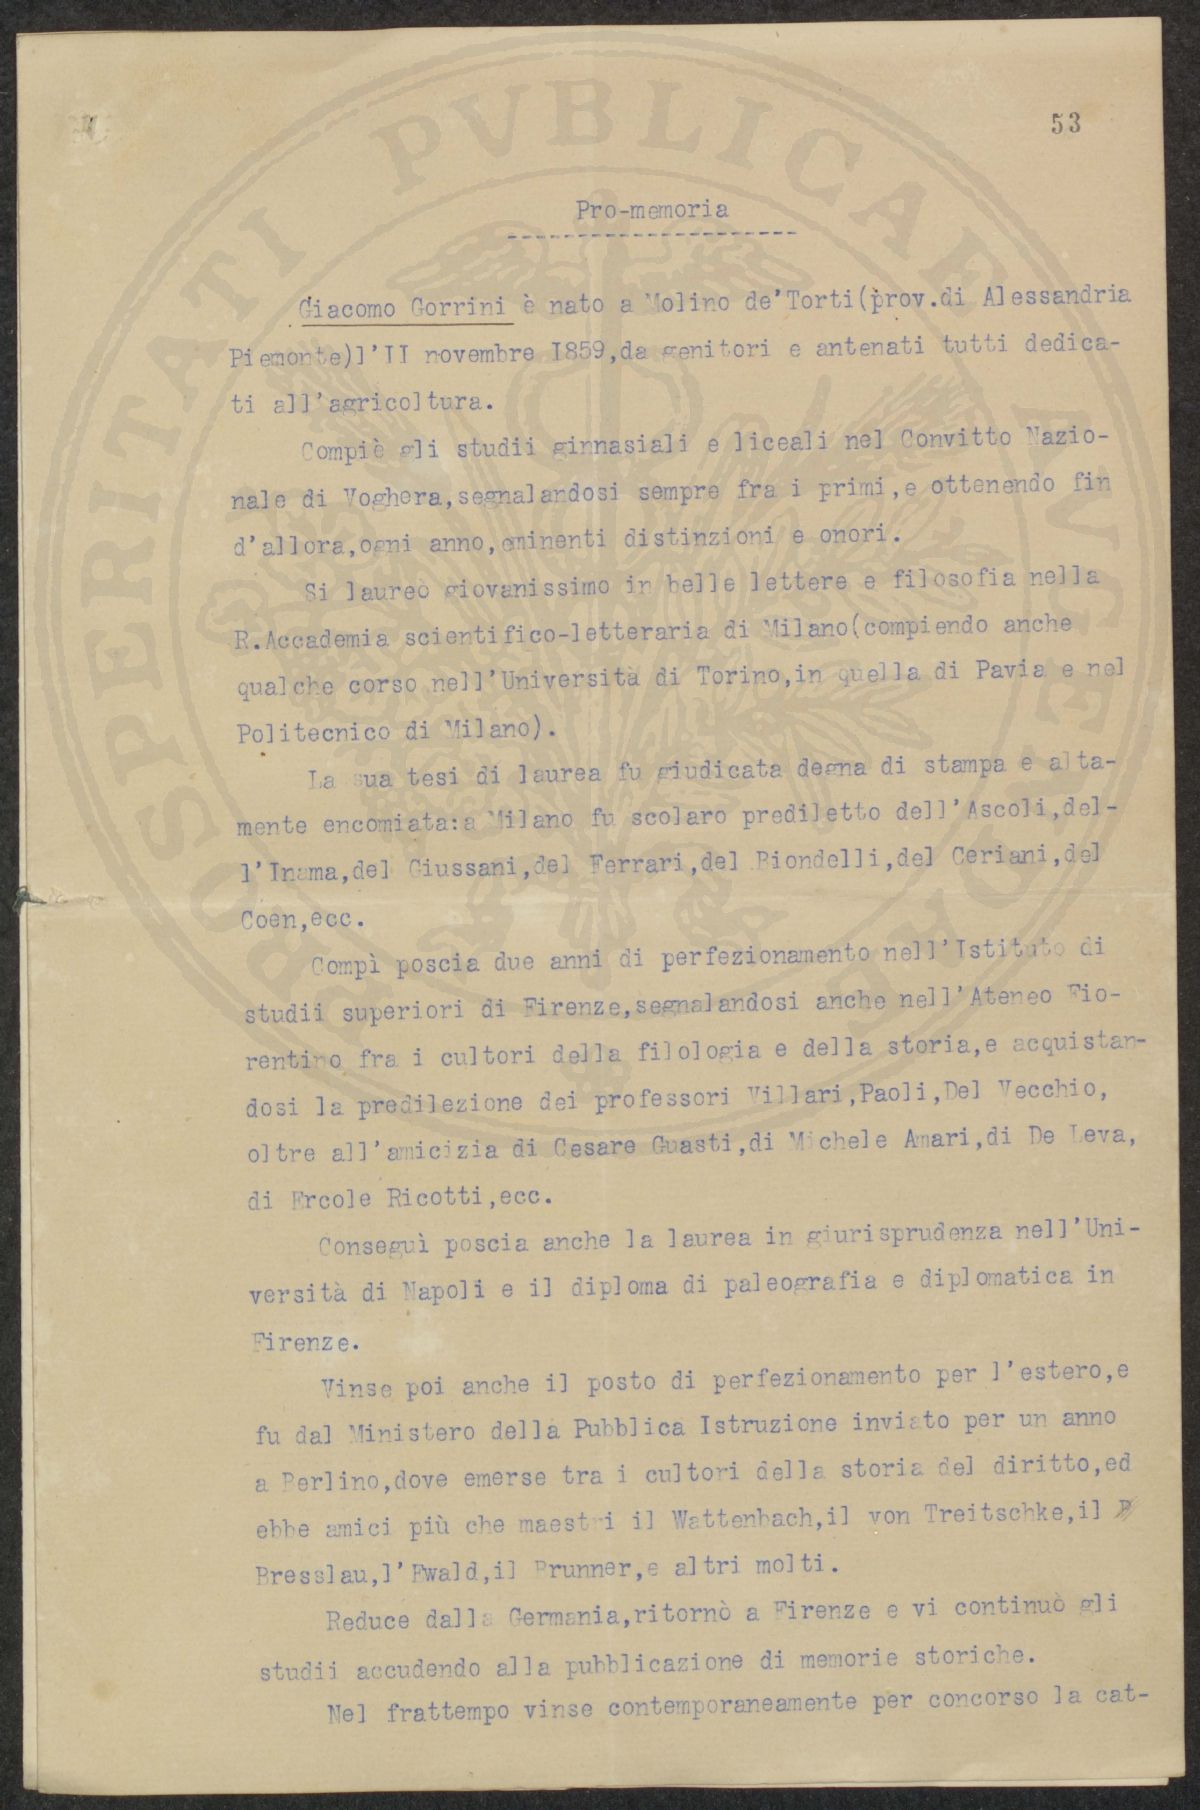 53
Pro-memoria
Giacomo Gorrini è nato a Molino de'Torti(prov.di Alessandria
Piemonte)l'II novembre I859,da genitori e antenati tutti dedica-
ti all'agricoltura.
Compiè gli studii ginnasiali e liceali nel Convitto Nazio-
nale di Voghera,segnalandosi sempre fra i primi,e ottenendo fin
d'allora,ogni anno,eminenti distinzioni e onori.
Si laureò giovanissimo in belle lettere e filosofia nella
R.Accademia scientifico-letteraria di Milano(compiendo anche
qualche corso nell'Università di Torino,in quella di Pavia e nel
Politecnico di Milano).
La sua tesi di laurea fu giudicata degna di stampa e alta-
mente encomiata:a Milano fu scolaro prediletto dell'Ascoli,del-
l'Inama,del Giussani,del Ferrari,del Biondelli,del Ceriani,del
Coen,ecc.
Compì poscia due anni di perfezionamento nell'Istituto di
studii superiori di Firenze,segnalandosi anche nell'Ateneo Fio-
rentino fra i cultori della filologia e della storia,e acquistan-
dosi la predilezione dei professori Villari,Paoli,Del Vecchio,
oltre all'amicizia di Cesare Guasti,di Michele Amari,di De Leva,
di Ercole Ricotti,ecc.
Conseguì poscia anche la laurea in giurisprudenza nell'Uni-
versità di Napoli e il diploma di paleografia e diplomatica in
Firenze.
Vinse poi anche il posto di perfezionamento per l'estero,e
fu dal Ministero della Pubblica Istruzione inviato per un anno
a Berlino,dove emerse tra i cultori della storia del diritto,ed
ebbe amici più che maestri il Wattenbach,il von Treitschke,il
Bresslau,l'Ewald,il Brunner,e altri molti.
Reduce dalla Germania,ritornò a Firenze e vi continuò gli
studii accudendo alla pubblicazione di memorie storiche.
Nel frattempo vinse contemporaneamente per concorso la cat-
PROSPERITATI PVBLICAE AVGENDAE